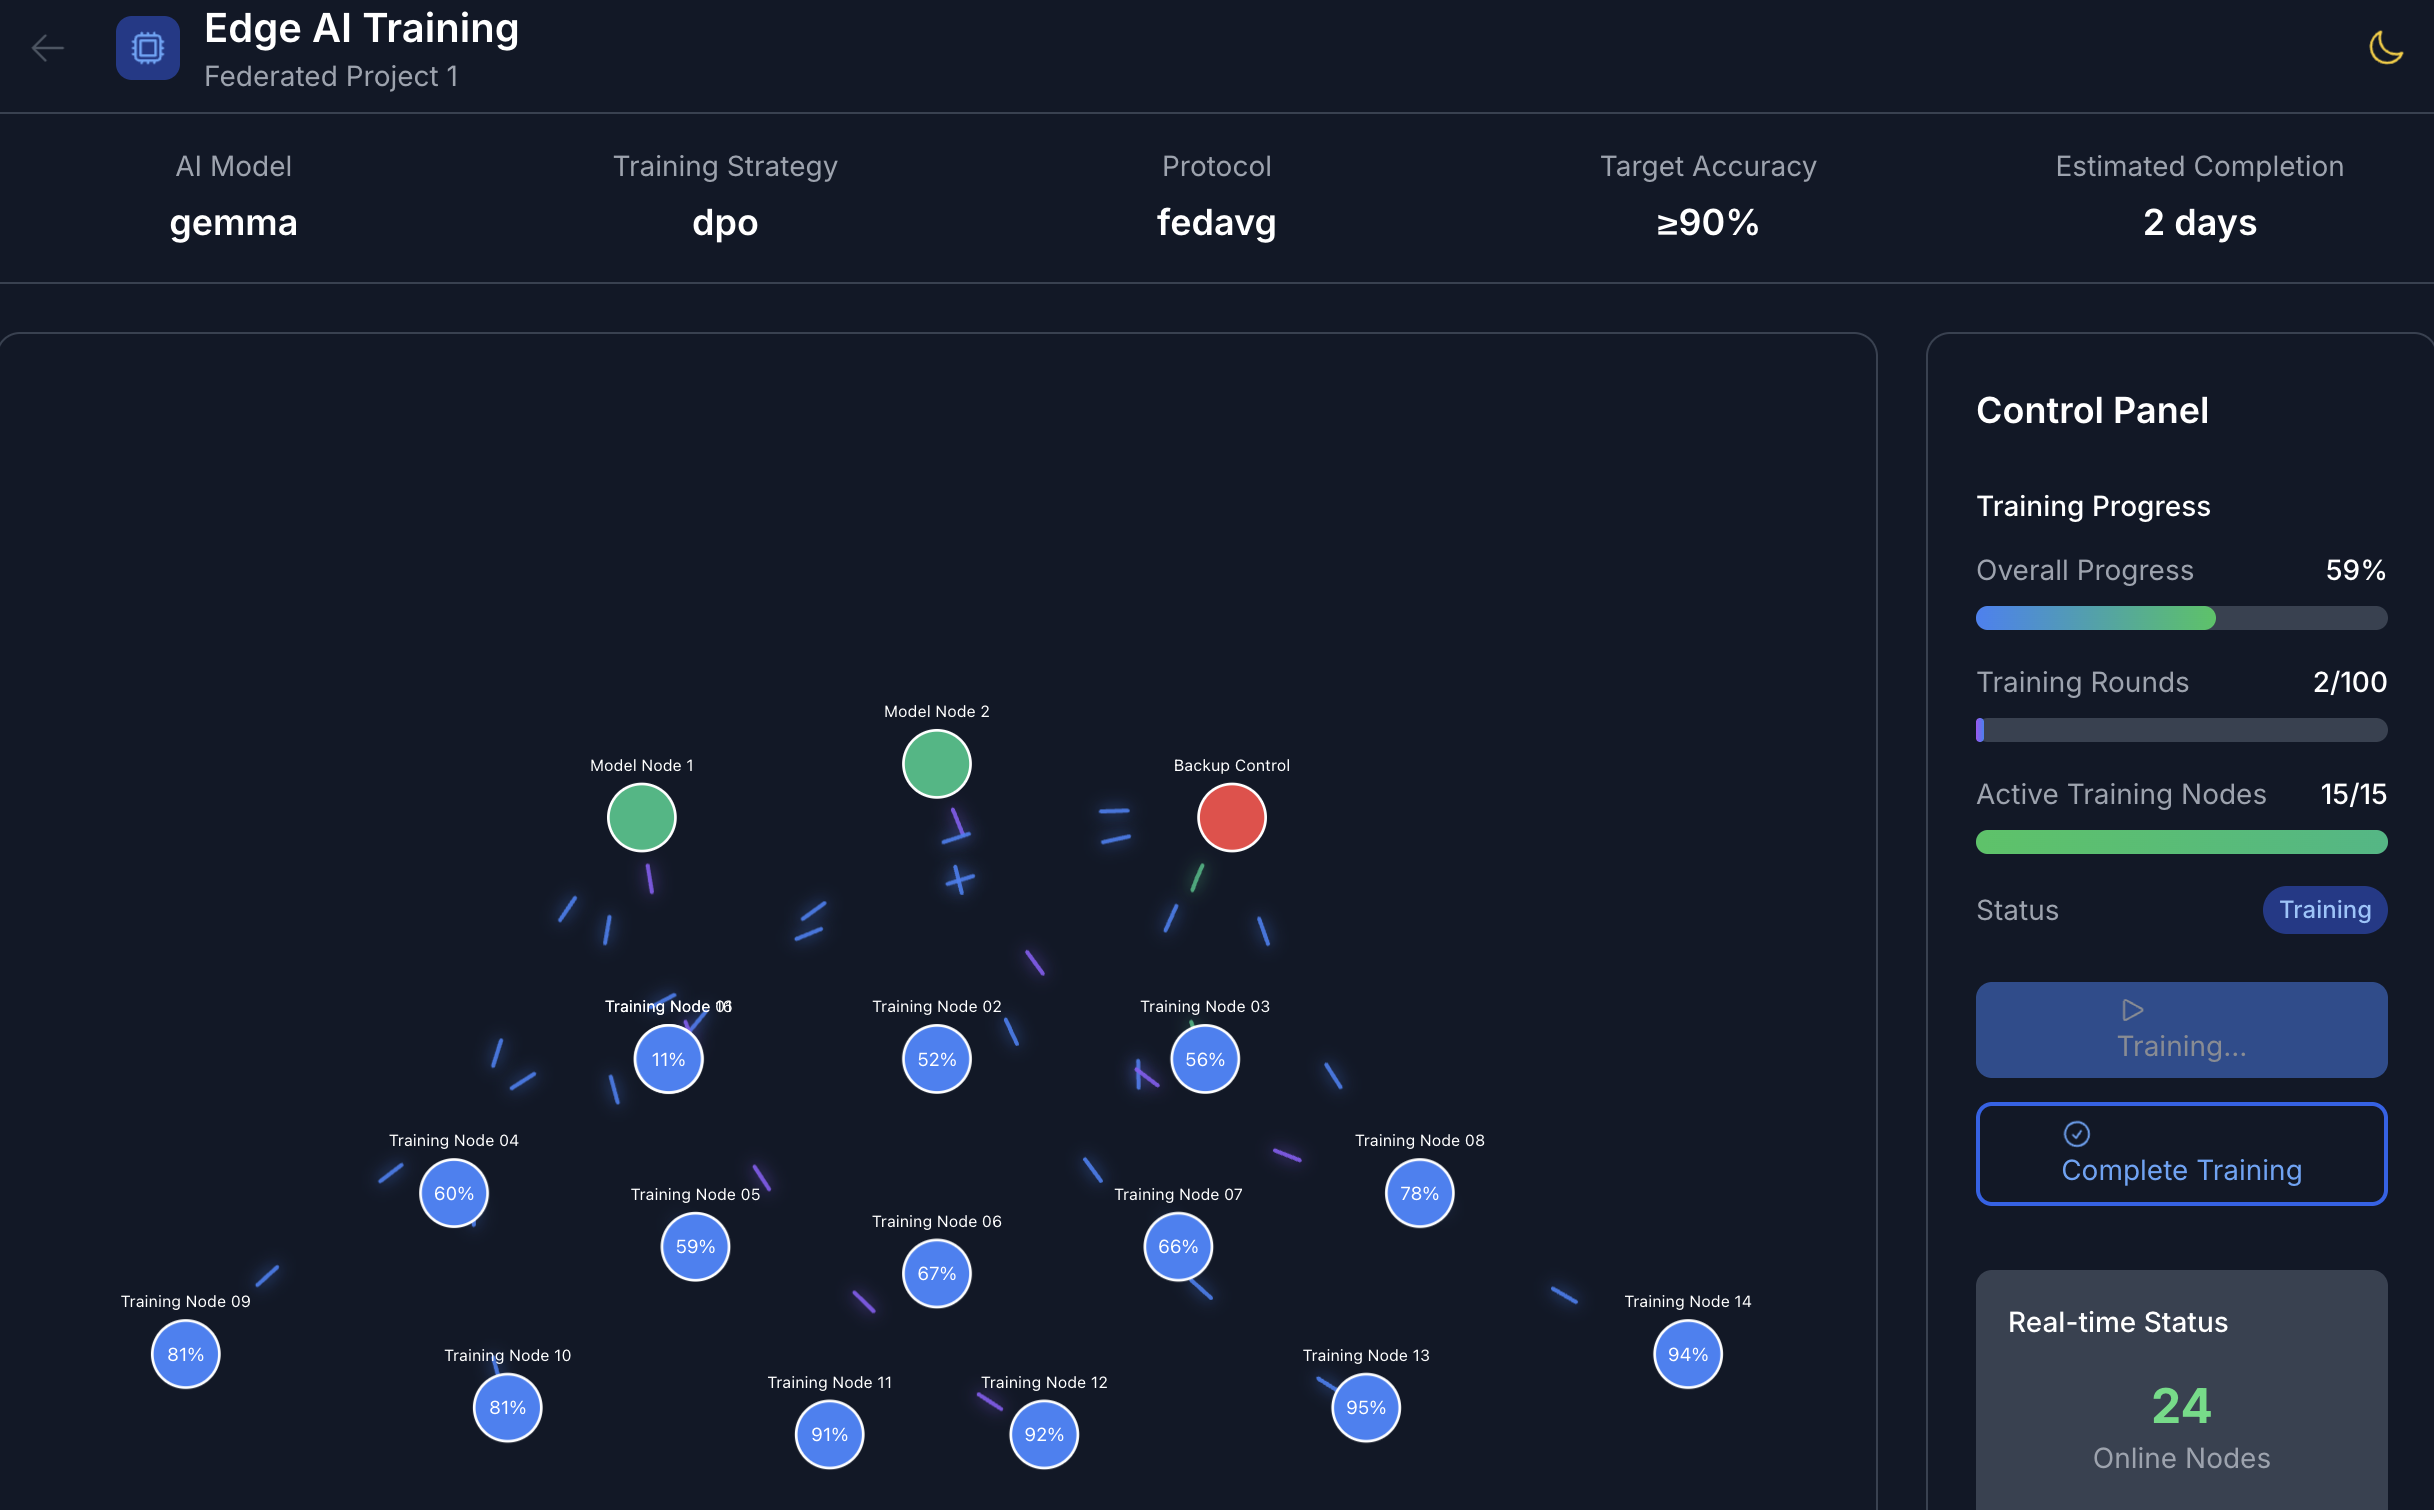 Edge AI Training
Federated Project 1
AI Model
gemma
Training Strategy
dpo
Protocol
fedavg
Target Accuracy
≥90%
Estimated Completion
2 days
Model Node 2
Model Node 1
Backup Control
Training Node
11%
Training Node 02
52%
Training Node 03
56%
Training Node 04
60%
Training Node 08
78%
Training Node 05
59%
Training Node 07
66%
Training Node 06
67%
Training Node 09
81%
Training Node 14
94%
Training Node 10
81%
Training Node 13
95%
Training Node 11
91%
Training Node 12
92%
Control Panel
Training Progress
Overall Progress 59%
Training Rounds 2/100
Active Training Nodes 15/15
Status Training
Training...
Complete Training
Real-time Status
24
Online Nodes